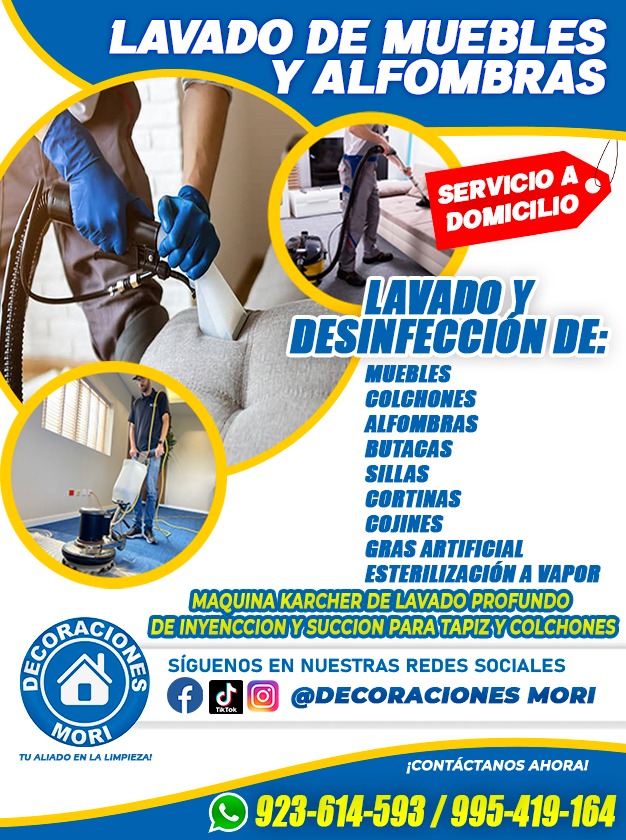 LAVADO DE MUEBLES
Y ALFOMBRAS
SERVICIO A
DOMICILIO
LAVADO Y
DESINFECCIÓN DE:
MUEBLES
COLCHONES
ALFOMBRAS
BUTACAS
SILLAS
CORTINAS
COJINES
GRAS ARTIFICIAL
ESTERILIZACIÓN A VAPOR
MAQUINA KARCHER DE LAVADO PROFUNDO
DE INYENCCION Y SUCCION PARA TAPIZ Y COLCHONES
DECORACIONES
MORI
TU ALIADO EN LA LIMPIEZA!
SÍGUENOS EN NUESTRAS REDES SOCIALES
TikTok
@DECORACIONES MORI
¡CONTÁCTANOS AHORA!
923-614-593 / 995-419-164